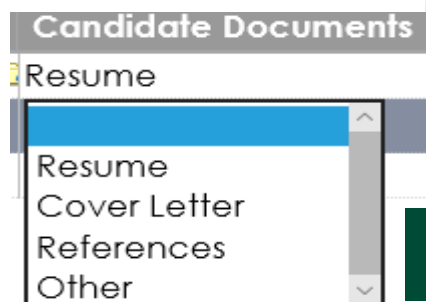 Candidate Documents
Resume
Resume
Cover Letter
References
Other